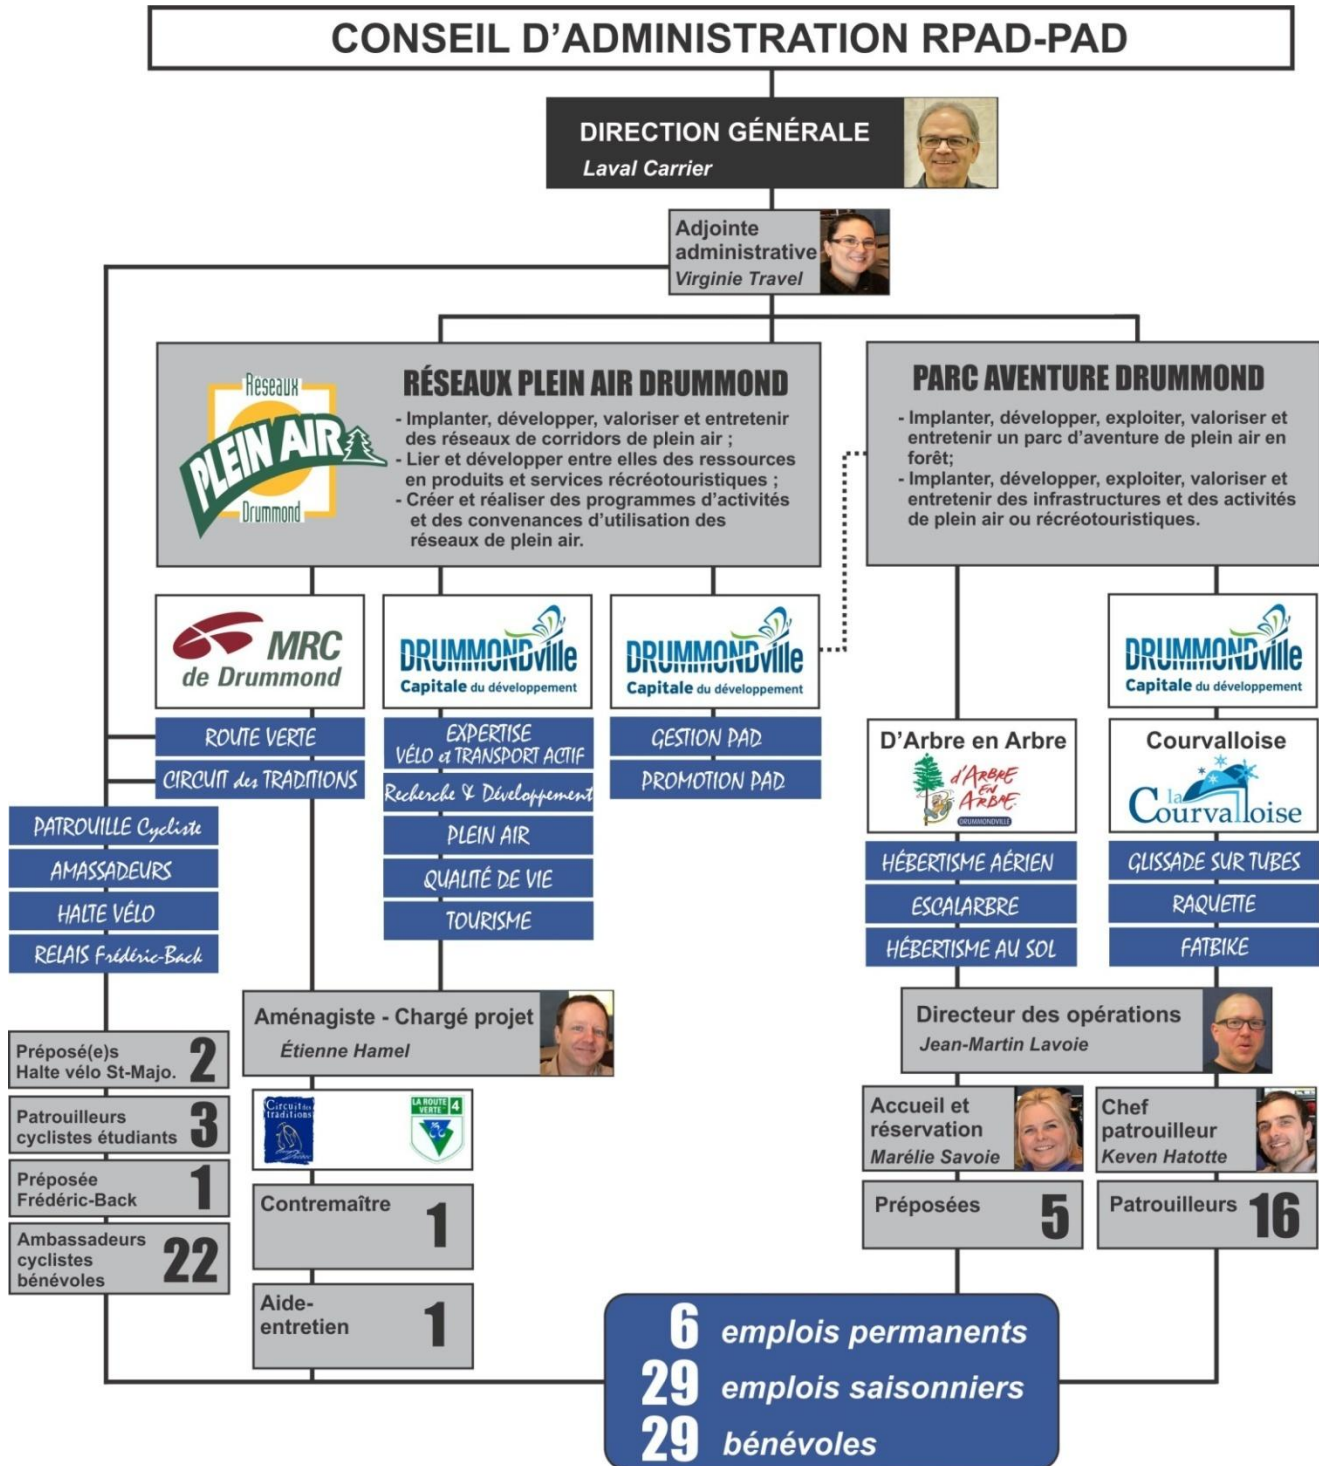 CONSEIL D'ADMINISTRATION RPAD-PAD
DIRECTION GÉNÉRALE
Laval Carrier
Adjointe
administrative
Virginie Travel
Réseaux
PLEIN AIR
Drummond
RÉSEAUX PLEIN AIR DRUMMOND
- Implanter, développer, valoriser et entretenir
des réseaux de corridors de plein air ;
- Lier et développer entre elles des ressources
en produits et services récréotouristiques ;
- Créer et réaliser des programmes d'activités
et des convenances d'utilisation des
réseaux de plein air.
PARC AVENTURE DRUMMOND
- Implanter, développer, exploiter, valoriser et
entretenir un parc d'aventure de plein air en
forêt;
- Implanter, développer, exploiter, valoriser et
entretenir des infrastructures et des activités
de plein air ou récréotouristiques.
MRC
de Drummond
DRUMMONDville
Capitale du développement
DRUMMONDville
Capitale du développement
DRUMMONDville
Capitale du développement
ROUTE VERTE
CIRCUIT des TRADITIONS
EXPERTISE
VÉLO et TRANSPORT ACTIF
Recherche & Développement
PLEIN AIR
QUALITÉ DE VIE
TOURISME
GESTION PAD
PROMOTION PAD
D'Arbre en Arbre
d'ARBRE
EN
ARBRE
DRUMMONDVILLE
Courvalloise
la
Courvalloise
PATROUILLE Cycliste
AMASSADEURS
HALTE VÉLO
RELAIS Frédéric-Back
HÉBERTISME AÉRIEN
ESCALARBRE
HÉBERTISME AU SOL
GLISSADE SUR TUBES
RAQUETTE
FATBIKE
Aménagiste - Chargé projet
Étienne Hamel
Directeur des opérations
Jean-Martin Lavoie
Préposé(e)s
Halte vélo St-Majo. 2
Patrouilleurs
cyclistes étudiants 3
Préposée
Frédéric-Back 1
Ambassadeurs
cyclistes
bénévoles 22
Circuit des
traditions
LA ROUTE
VERTE 4
Contremaître 1
Aide-
entretien 1
Accueil et
réservation
Marélie Savoie
Chef
patrouilleur
Keven Hatotte
Préposées 5
Patrouilleurs 16
6 emplois permanents
29 emplois saisonniers
29 bénévoles